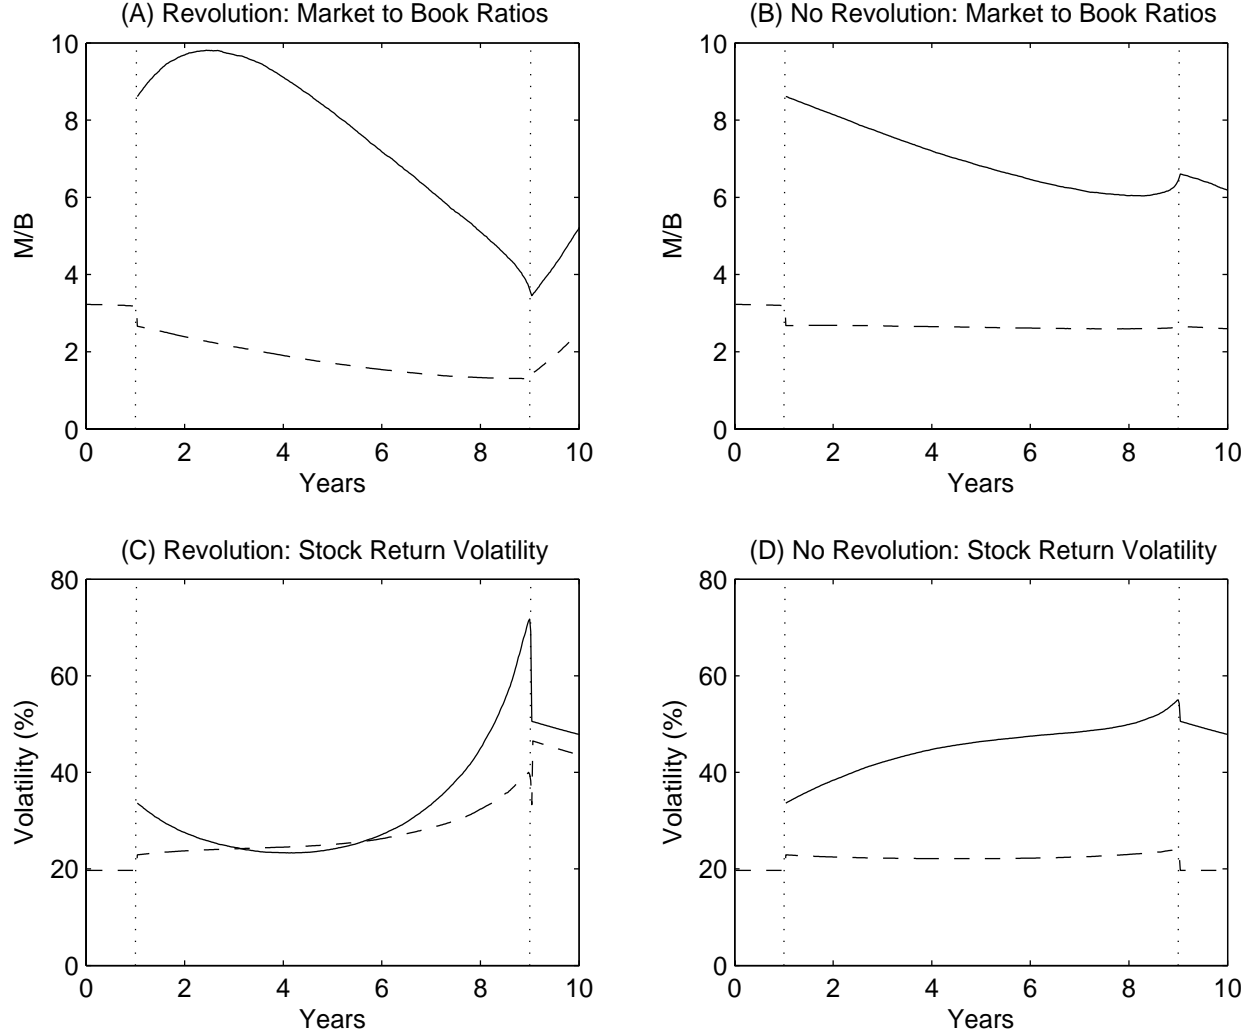 (A) Revolution: Market to Book Ratios
10
8
6
4
2
0
M/B
0 2 4 6 8 10
Years
(B) No Revolution: Market to Book Ratios
10
8
6
4
2
0
M/B
0 2 4 6 8 10
Years
(C) Revolution: Stock Return Volatility
80
60
40
20
0
Volatility (%)
0 2 4 6 8 10
Years
(D) No Revolution: Stock Return Volatility
80
60
40
20
0
Volatility (%)
0 2 4 6 8 10
Years